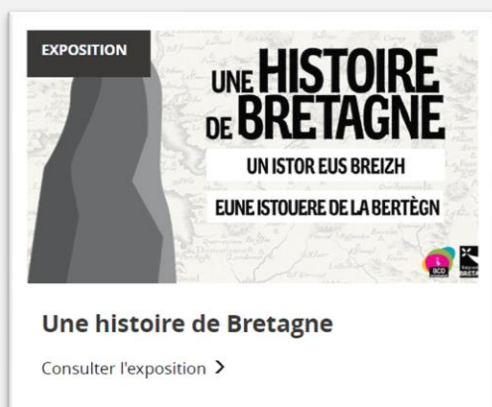 EXPOSITION
UNE HISTOIRE
DE BRETAGNE
UN ISTOR EUS BREIZH
EUNE ISTOUERE DE LA BERTÈGN
BCD
Une histoire de Bretagne
Consulter l'exposition >